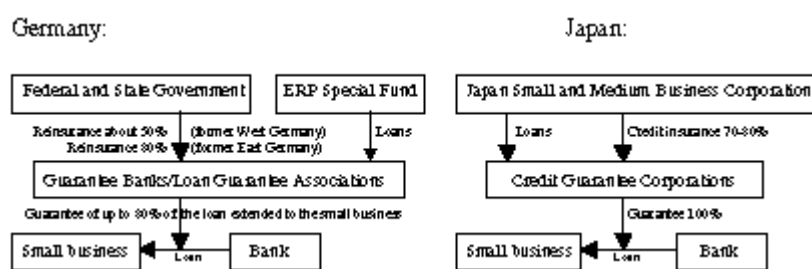 Germany:
Japan:
Federal and State Government
ERP Special Fund
Japan Small and Medium Business Corporation
Reinsurance about 50% (former West Germany)
Reinsurance 80% (former East Germany)
Loans
Loans
Credit insurance 70-80%
Guarantee Banks/Loan Guarantee Associations
Credit Guarantee Corporations
Guarantee of up to 80% of the loan extended to the small business
Guarantee 100%
Small business
Loan
Bank
Small business
Loan
Bank